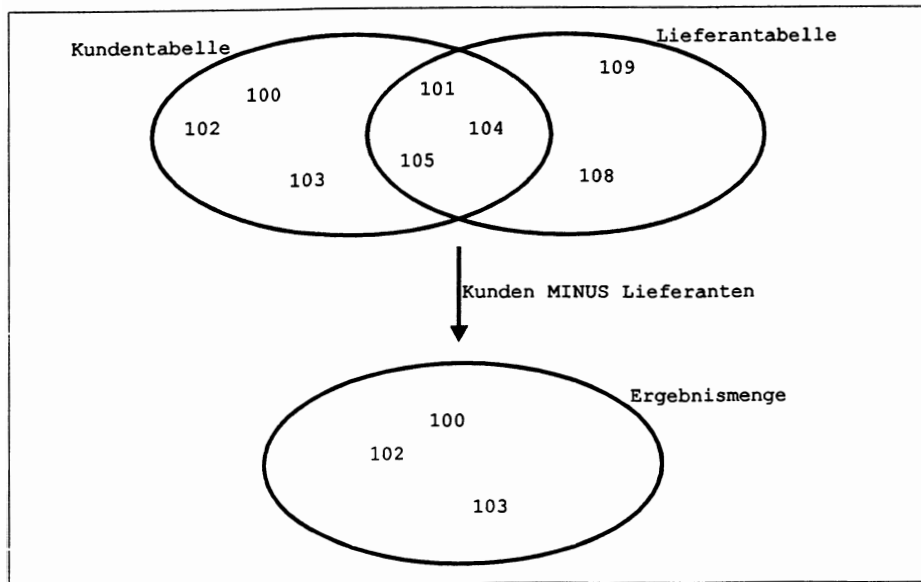 Kundentabelle
Lieferantabelle
109
100
101
102
104
105
103
108
Kunden MINUS Lieferanten
Ergebnismenge
100
102
103